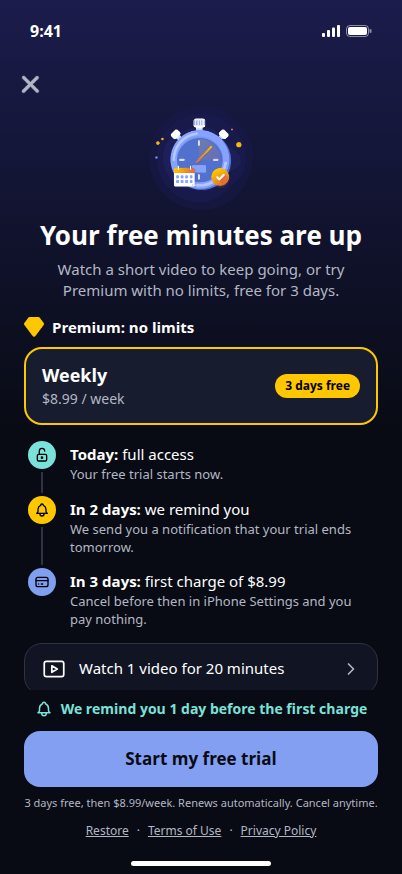 9:41
Your free minutes are up
Watch a short video to keep going, or try
Premium with no limits, free for 3 days.
Premium: no limits
Weekly
$8.99 / week
3 days free
Today: full access
Your free trial starts now.
In 2 days: we remind you
We send you a notification that your trial ends
tomorrow.
In 3 days: first charge of $8.99
Cancel before then in iPhone Settings and you
pay nothing.
Watch 1 video for 20 minutes
We remind you 1 day before the first charge
Start my free trial
3 days free, then $8.99/week. Renews automatically. Cancel anytime.
Restore · Terms of Use · Privacy Policy